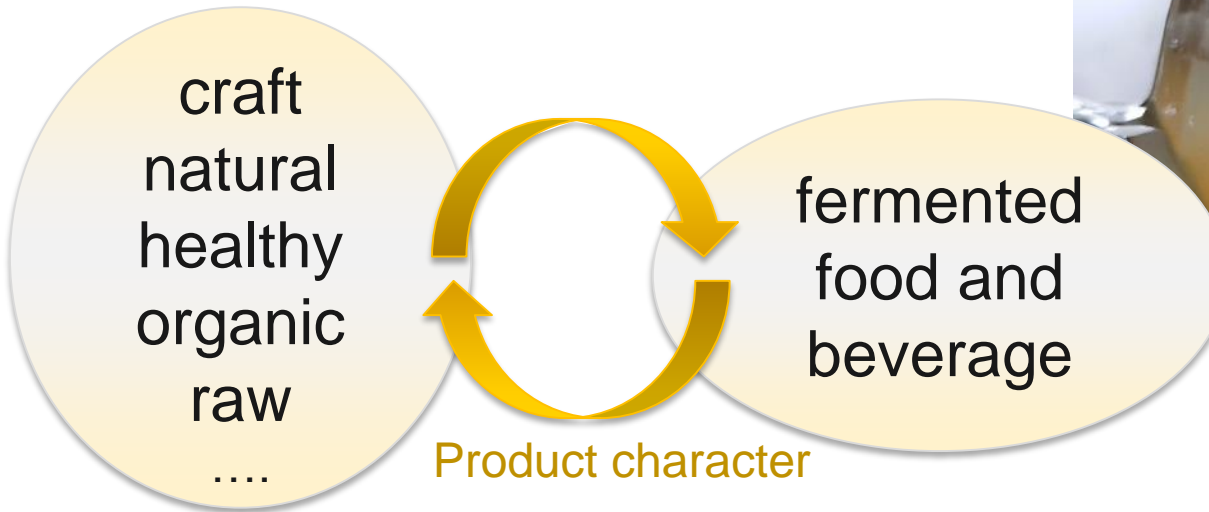 craft
natural
healthy
organic
raw
....
fermented
food and
beverage
Product character